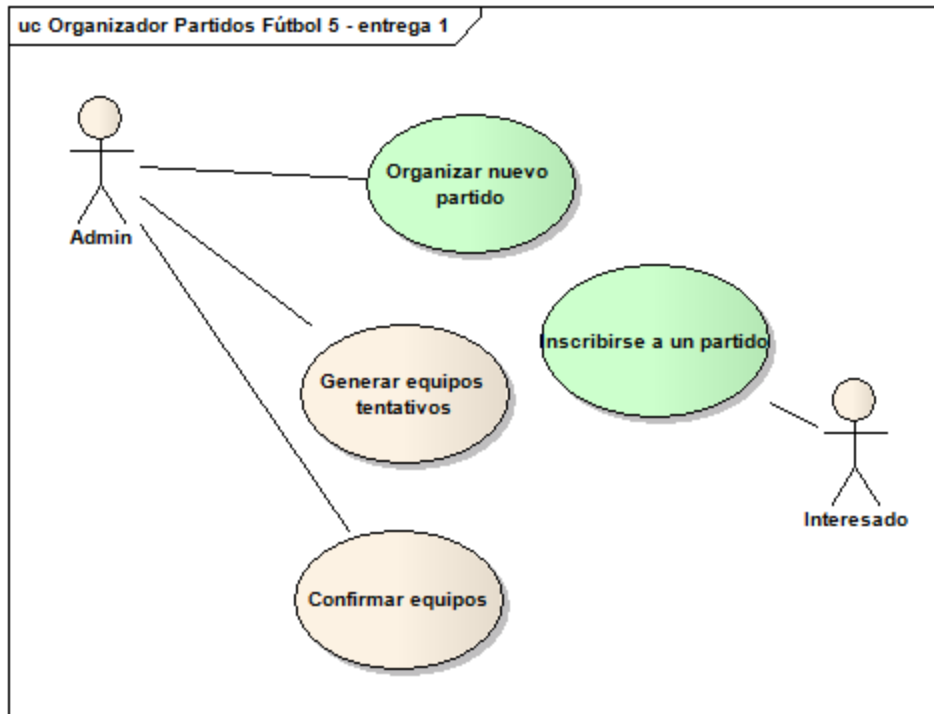 uc Organizador Partidos Fútbol 5 - entrega 1
Organizar nuevo
partido
Admin
Inscribirse a un partido
Generar equipos
tentativos
Interesado
Confirmar equipos